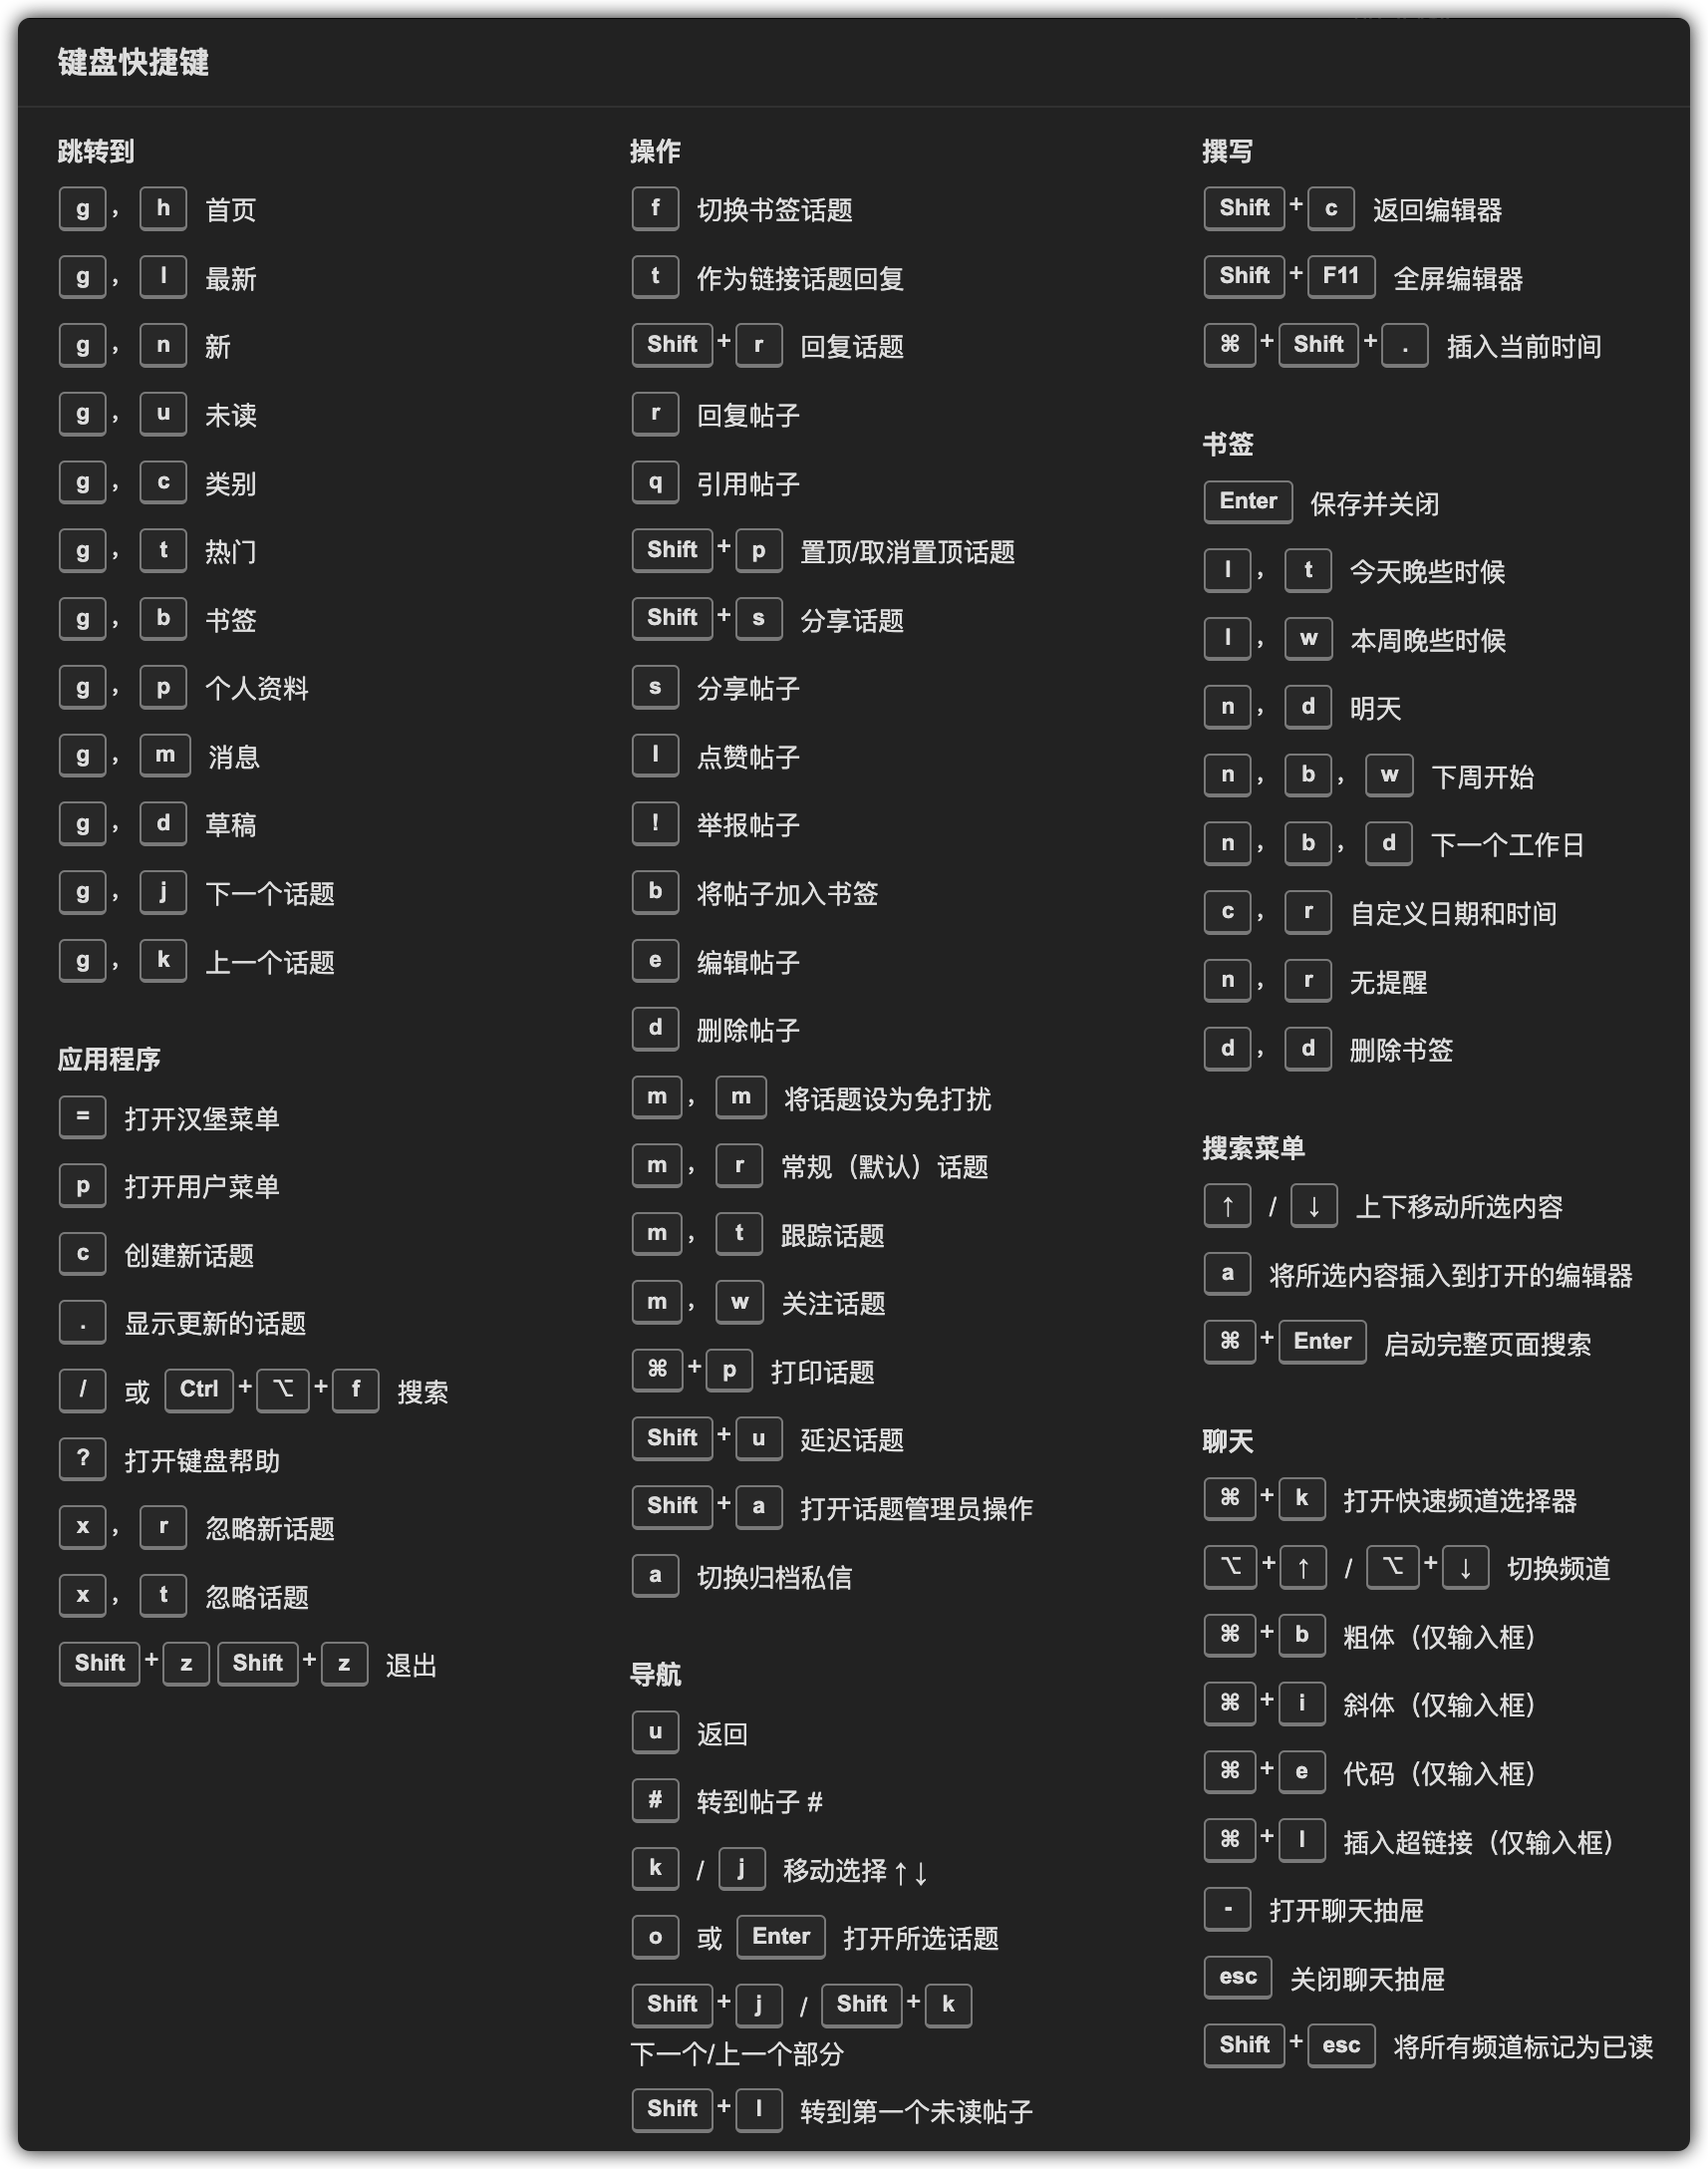 键盘快捷键
跳转到
g， h 首页
g， l 最新
g， n 新
g， u 未读
g， c 类别
g， t 热门
g， b 书签
g， p 个人资料
g， m 消息
g， d 草稿
g， j 下一个话题
g， k 上一个话题
应用程序
= 打开汉堡菜单
p 打开用户菜单
c 创建新话题
. 显示更新的话题
/ 或 Ctrl+⌥+f 搜索
? 打开键盘帮助
x， r 忽略新话题
x， t 忽略话题
Shift+z Shift+z 退出
操作
f 切换书签话题
t 作为链接话题回复
Shift+r 回复话题
r 回复帖子
q 引用帖子
Shift+p 置顶/取消置顶话题
Shift+s 分享话题
s 分享帖子
l 点赞帖子
! 举报帖子
b 将帖子加入书签
e 编辑帖子
d 删除帖子
m， m 将话题设为免打扰
m， r 常规（默认）话题
m， t 跟踪话题
m， w 关注话题
⌘+p 打印话题
Shift+u 延迟话题
Shift+a 打开话题管理员操作
a 切换归档私信
导航
u 返回
# 转到帖子 #
k / j 移动选择 ↑ ↓
o 或 Enter 打开所选话题
Shift+j / Shift+k
下一个/上一个部分
Shift+l 转到第一个未读帖子
撰写
Shift+c 返回编辑器
Shift+F11 全屏编辑器
⌘+Shift+. 插入当前时间
书签
Enter 保存并关闭
l， t 今天晚些时候
l， w 本周晚些时候
n， d 明天
n， b， w 下周开始
n， b， d 下一个工作日
c， r 自定义日期和时间
n， r 无提醒
d， d 删除书签
搜索菜单
↑ / ↓ 上下移动所选内容
a 将所选内容插入到打开的编辑器
⌘+Enter 启动完整页面搜索
聊天
⌘+k 打开快速频道选择器
⌥+↑ / ⌥+↓ 切换频道
⌘+b 粗体（仅输入框）
⌘+i 斜体（仅输入框）
⌘+e 代码（仅输入框）
⌘+l 插入超链接（仅输入框）
- 打开聊天抽屉
esc 关闭聊天抽屉
Shift+esc 将所有频道标记为已读